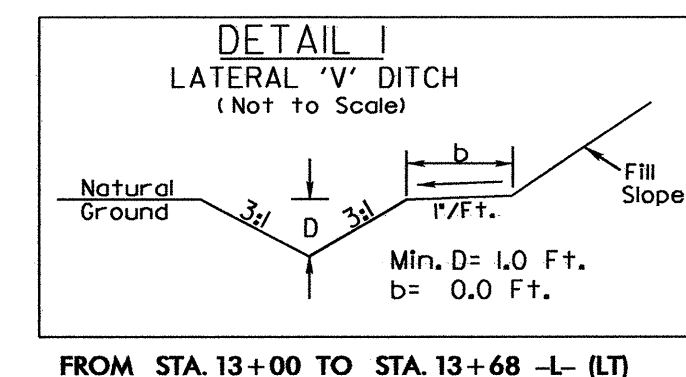 DETAIL 1
LATERAL 'V' DITCH
(Not to Scale)
b
Natural
Ground
3:1
D
3:1
1"/Ft.
Fill
Slope
Min. D= 1.0 Ft.
b= 0.0 Ft.
FROM STA. 13+00 TO STA. 13+68 -L- (LT)